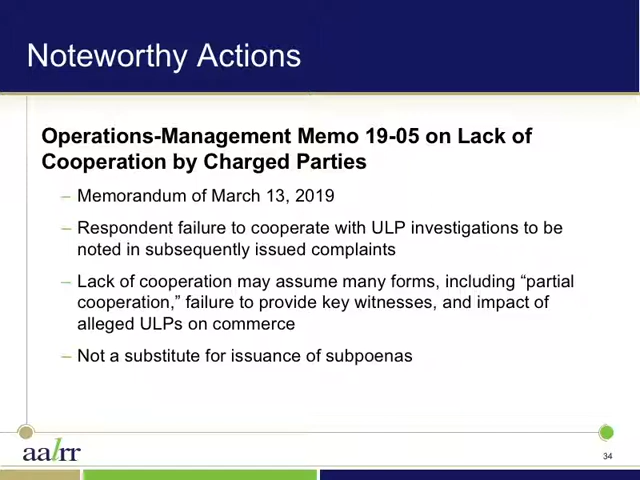 Noteworthy Actions
Operations-Management Memo 19-05 on Lack of
Cooperation by Charged Parties
– Memorandum of March 13, 2019
– Respondent failure to cooperate with ULP investigations to be
noted in subsequently issued complaints
– Lack of cooperation may assume many forms, including “partial
cooperation,” failure to provide key witnesses, and impact of
alleged ULPs on commerce
– Not a substitute for issuance of subpoenas
aalrr
34